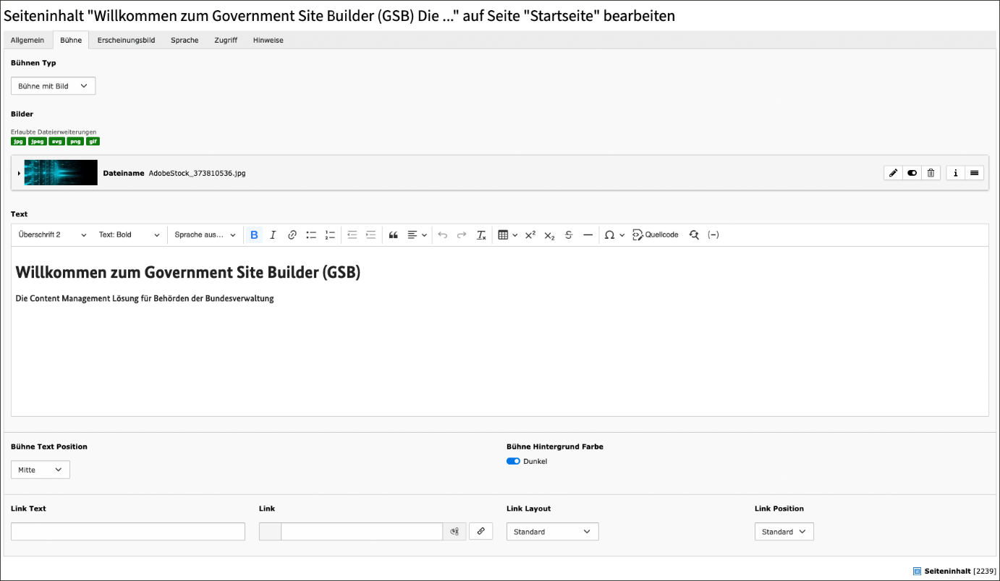 Seiteninhalt "Willkommen zum Government Site Builder (GSB) Die ..." auf Seite "Startseite" bearbeiten
Allgemein Bühne Erscheinungsbild Sprache Zugriff Hinweise
Bühnen Typ
Bühne mit Bild
Bilder
Erlaubte Dateierweiterungen
jpg jpeg svg png gif
Dateiname AdobeStock_373810536.jpg
Text
Überschrift 2 Text: Bold Sprache aus... Quellcode
Willkommen zum Government Site Builder (GSB)
Die Content Management Lösung für Behörden der Bundesverwaltung
Bühne Text Position Bühne Hintergrund Farbe
Dunkel
Mitte
Link Text Link Link Layout Link Position
Standard Standard
Seiteninhalt [2239]